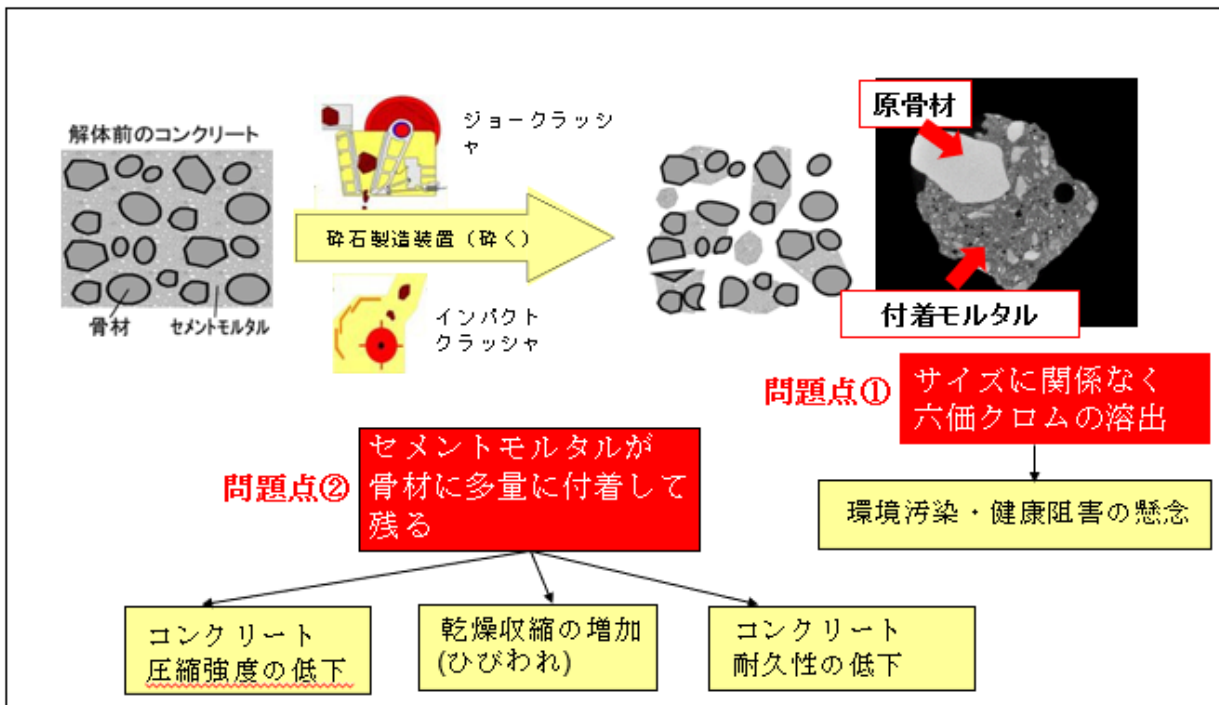 解体前のコンクリート
骨材
セメントモルタル
ジョークラッシ
ャ
砕石製造装置（砕く）
インパクト
クラッシャ
原骨材
付着モルタル
問題点①
サイズに関係なく
六価クロムの溶出
環境汚染・健康阻害の懸念
問題点②
セメントモルタルが
骨材に多量に付着して
残る
コンクリート
圧縮強度の低下
乾燥収縮の増加
(ひびわれ)
コンクリート
耐久性の低下